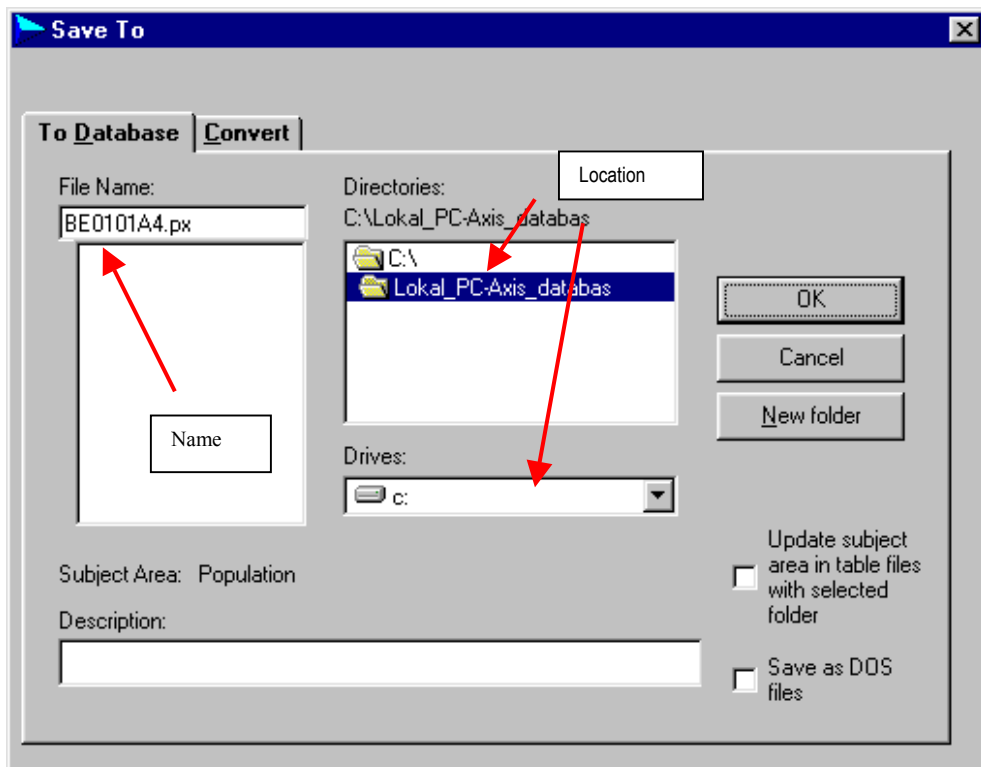 Save To
To Database
Convert
Location
File Name:
Directories:
BE0101A4.px
C:\Lokal_PC-Axis_databas
C:\
Lokal_PC-Axis_databas
OK
Cancel
New folder
Name
Drives:
c:
Update subject
area in table files
with selected
folder
Subject Area: Population
Description:
Save as DOS
files